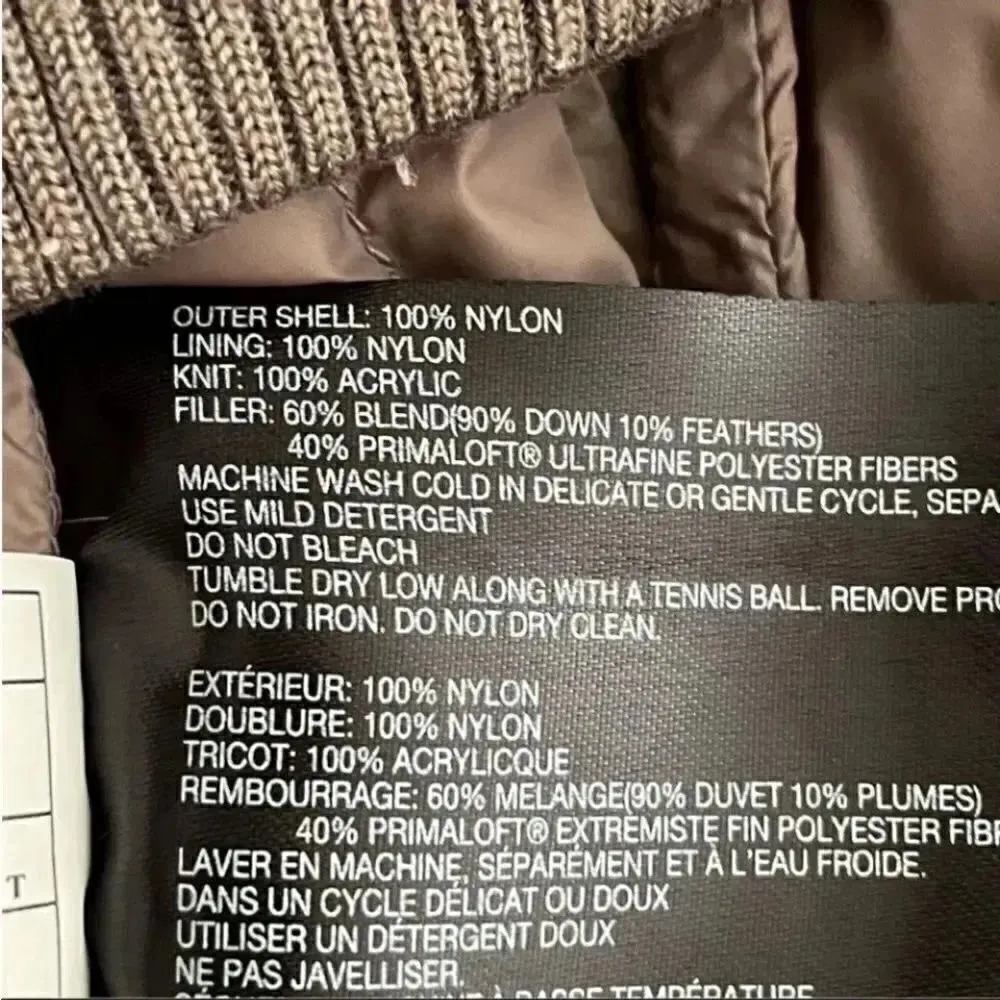 OUTER SHELL: 100% NYLON
LINING: 100% NYLON
KNIT: 100% ACRYLIC
FILLER: 60% BLEND(90% DOWN 10% FEATHERS)
40% PRIMALOFT® ULTRAFINE POLYESTER FIBERS
MACHINE WASH COLD IN DELICATE OR GENTLE CYCLE, SEPA
USE MILD DETERGENT
DO NOT BLEACH
TUMBLE DRY LOW ALONG WITH A TENNIS BALL. REMOVE PRO
DO NOT IRON. DO NOT DRY CLEAN.
EXTÉRIEUR: 100% NYLON
DOUBLURE: 100% NYLON
TRICOT: 100% ACRYLICQUE
REMBOURRAGE: 60% MELANGE(90% DUVET 10% PLUMES)
40% PRIMALOFT® EXTREMISTE FIN POLYESTER FIBR
LAVER EN MACHINE, SÉPARÉMENT ET À L'EAU FROIDE.
DANS UN CYCLE DÉLICAT OU DOUX
UTILISER UN DÉTERGENT DOUX
NE PAS JAVELLISER.
À BASSE TEMPÉRATURE
T